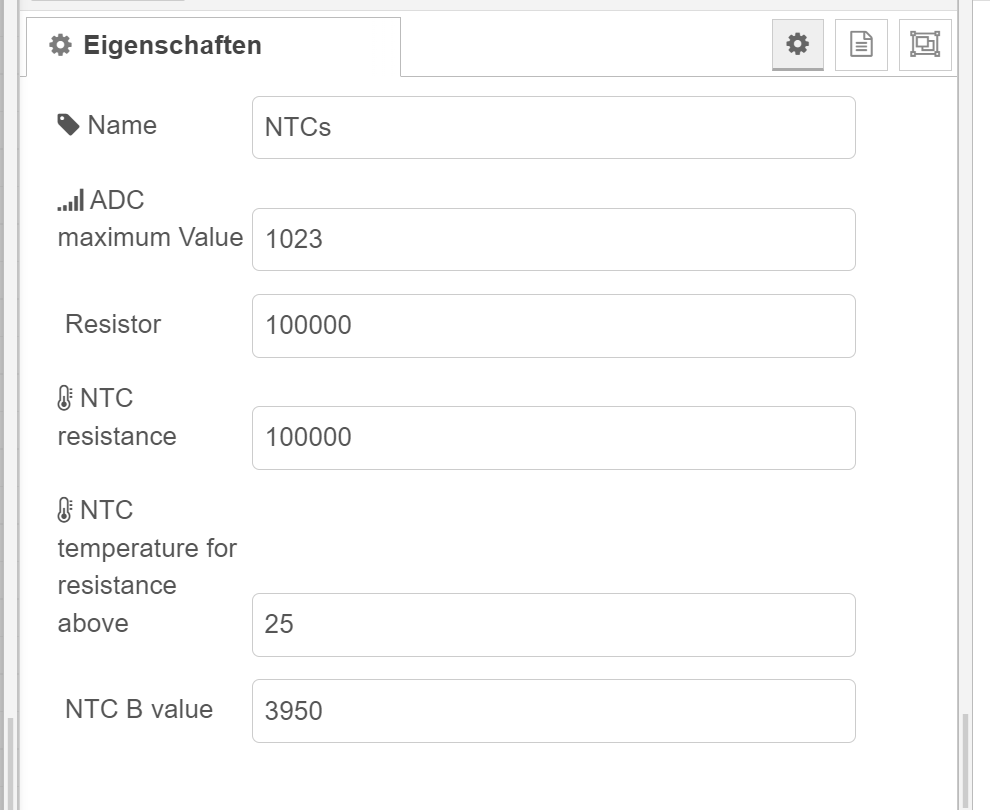 Eigenschaften
Name
NTCs
ADC
maximum Value
1023
Resistor
100000
NTC
resistance
100000
NTC
temperature for
resistance
above
25
NTC B value
3950